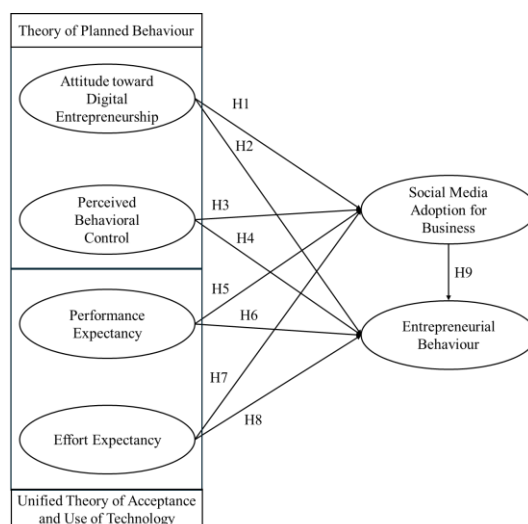 Theory of Planned Behaviour
Attitude toward
Digital
Entrepreneurship
H1
H2
Perceived
Behavioral
Control
H3
H4
Social Media
Adoption for
Business
H9
Performance
Expectancy
H5
H6
Entrepreneurial
Behaviour
H7
Effort Expectancy
H8
Unified Theory of Acceptance
and Use of Technology